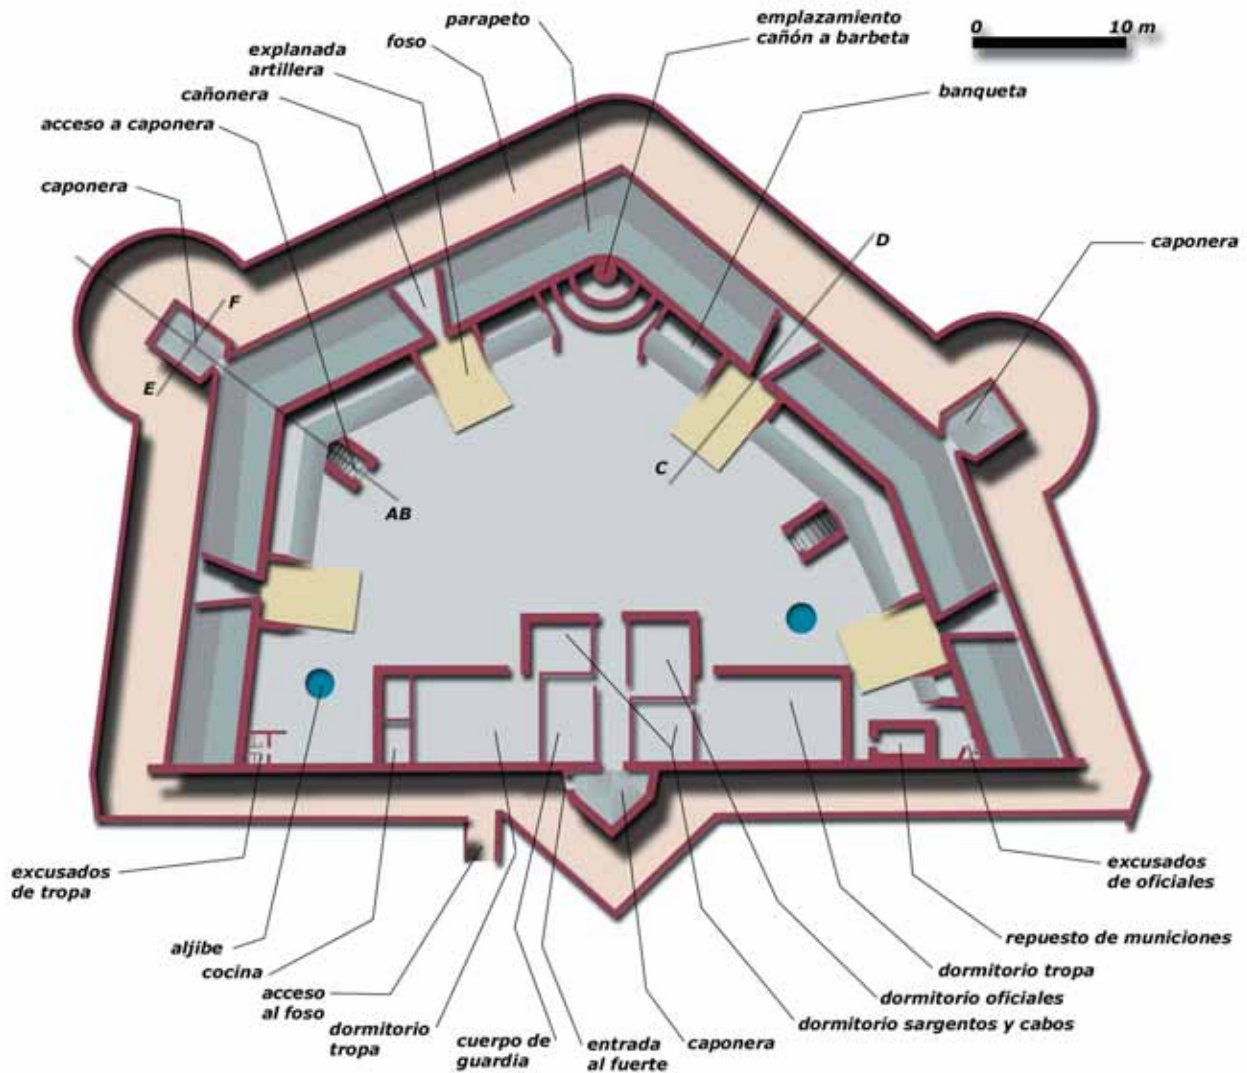 parapeto
emplazamiento
cañón a barbeta
0 10 m
foso
explanada
artillera
cañonera
banqueta
acceso a caponera
caponera
D
caponera
F
E
C
AB
excusados
de tropa
excusados
de oficiales
aljibe
repuesto de municiones
cocina
dormitorio tropa
acceso
al foso
dormitorio oficiales
dormitorio
tropa
dormitorio sargentos y cabos
cuerpo de
guardia
entrada
al fuerte
caponera